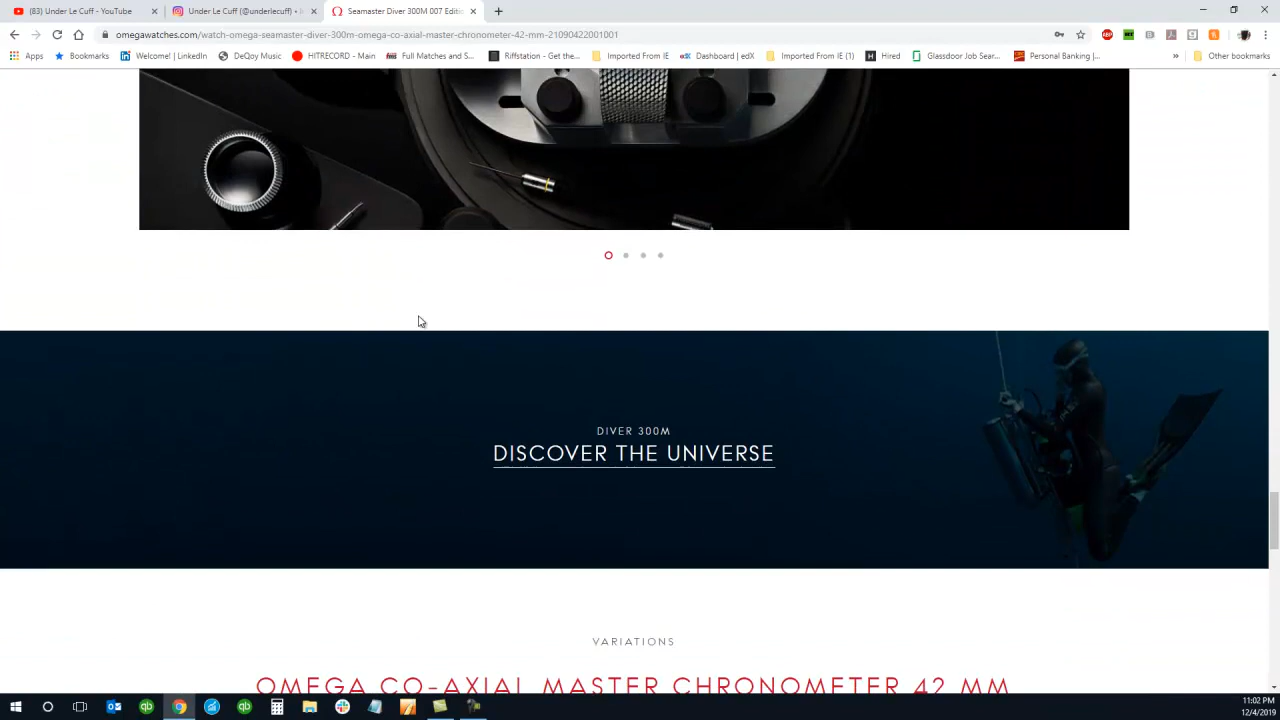 (83) Under Le Cuff - YouTube
Under Le Cuff (@underlecuff) •
Seamaster Diver 300M 007 Editi
omegawatches.com/watch-omega-seamaster-diver-300m-omega-co-axial-master-chronometer-42-mm-21090422001001
Apps
Bookmarks
Welcome! | LinkedIn
DeQoy Music
HITRECORD - Main
Full Matches and S...
Riffstation - Get the...
Imported From IE
Dashboard | edX
Imported From IE (1)
Hired
Glassdoor Job Sear...
Personal Banking |...
»
Other bookmarks
DIVER 300M
DISCOVER THE UNIVERSE
VARIATIONS
OMEGA CO-AXIAL MASTER CHRONOMETER 42 MM
11:02 PM
12/4/2019